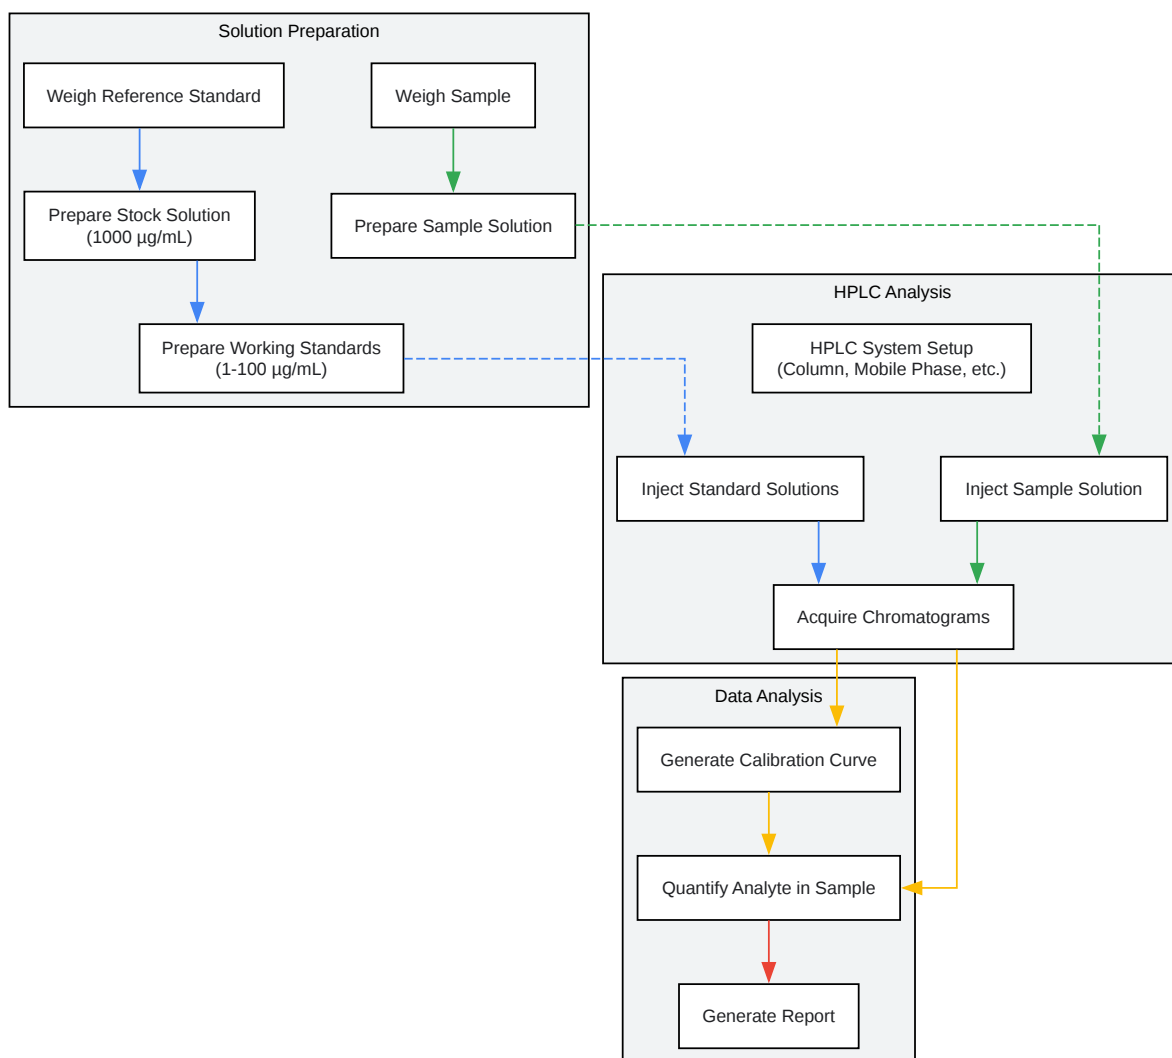 Solution Preparation
Weigh Reference Standard
Weigh Sample
Prepare Stock Solution
(1000 µg/mL)
Prepare Sample Solution
Prepare Working Standards
(1-100 µg/mL)
HPLC Analysis
HPLC System Setup
(Column, Mobile Phase, etc.)
Inject Standard Solutions
Inject Sample Solution
Acquire Chromatograms
Data Analysis
Generate Calibration Curve
Quantify Analyte in Sample
Generate Report